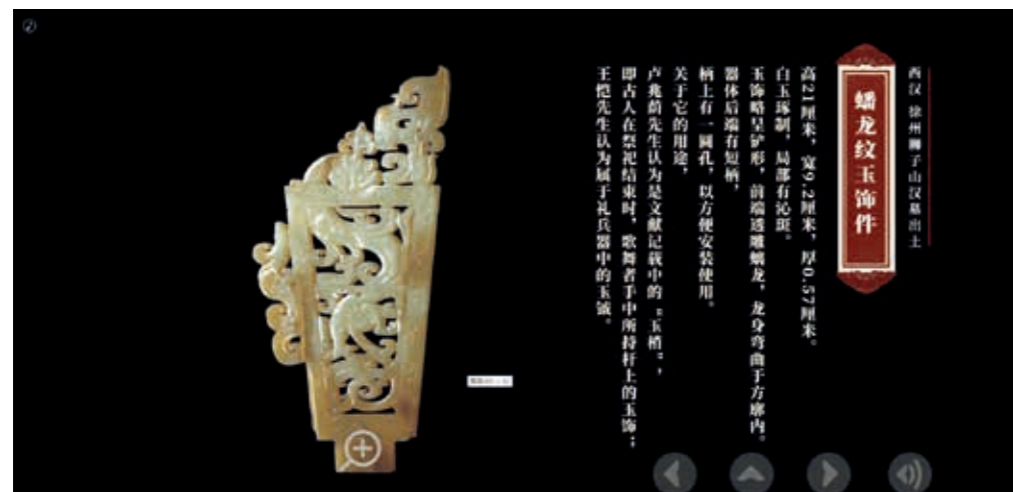 西汉 徐州狮子山汉墓出土
蟠龙纹玉饰件
高21厘米，宽9.2厘米，厚0.57厘米。
白玉琢制，局部有沁斑。
玉饰略呈钺形，前端透雕螭龙，龙身弯曲于方廓内。
器体后端有短柄，
柄上有一圆孔，以方便安装使用。
关于它的用途，
卢兆荫先生认为是文献记载中的“玉梢”，
即古人在祭祀结束时，歌舞者手中所持杆上的玉饰；
王恺先生认为属于礼兵器中的玉钺。